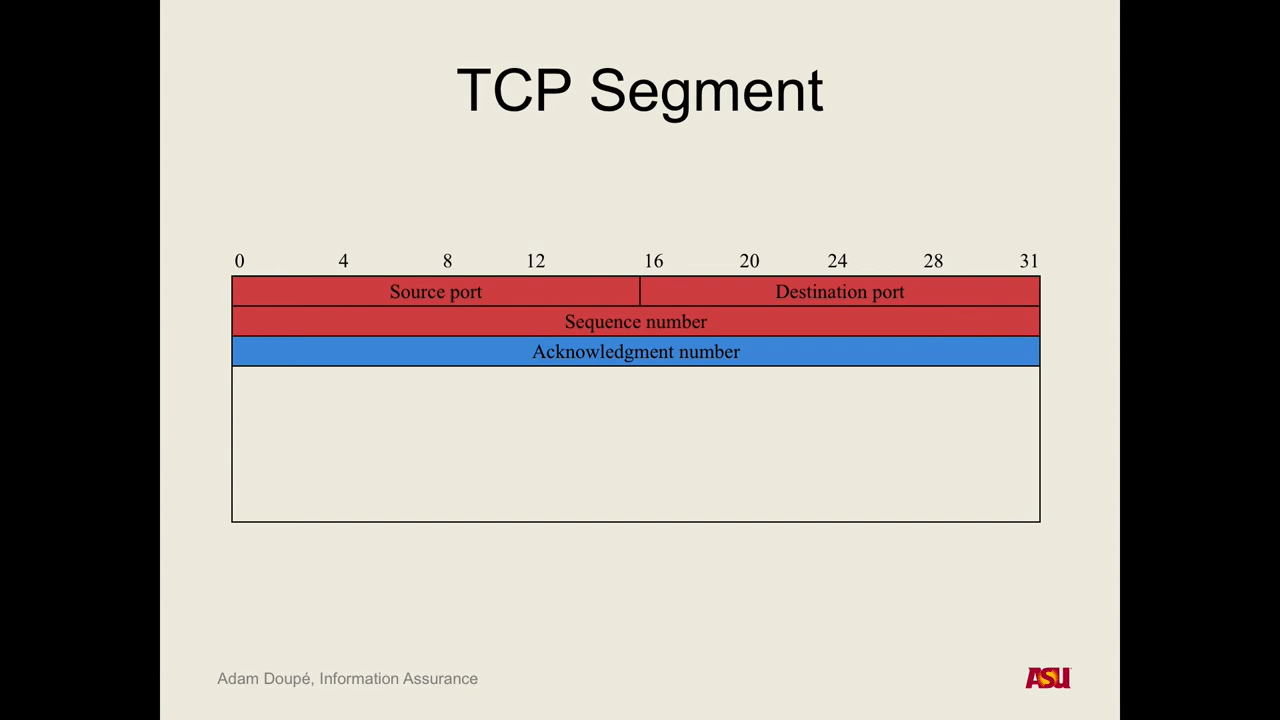 TCP Segment
0 4 8 12 16 20 24 28 31
Source port Destination port
Sequence number
Acknowledgment number
Adam Doupé, Information Assurance
ASU